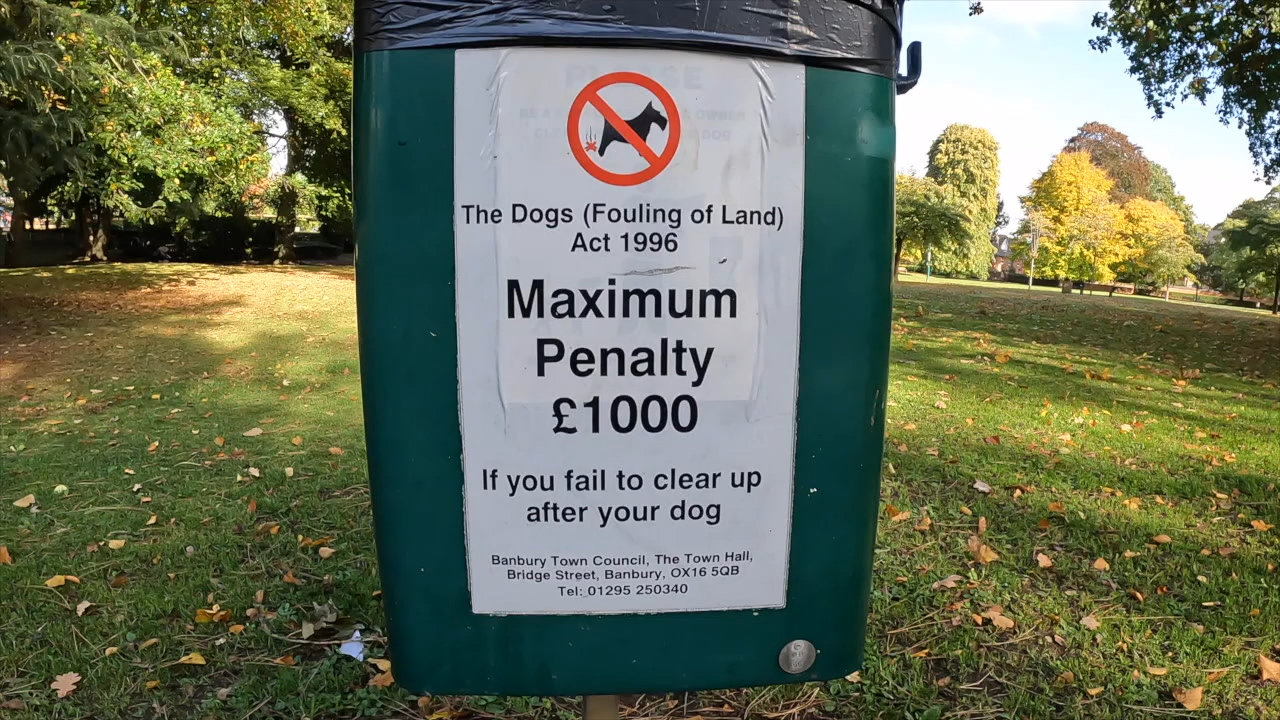 The Dogs (Fouling of Land)
Act 1996
Maximum
Penalty
£1000
If you fail to clear up
after your dog
Banbury Town Council, The Town Hall,
Bridge Street, Banbury, OX16 5QB
Tel: 01295 250340